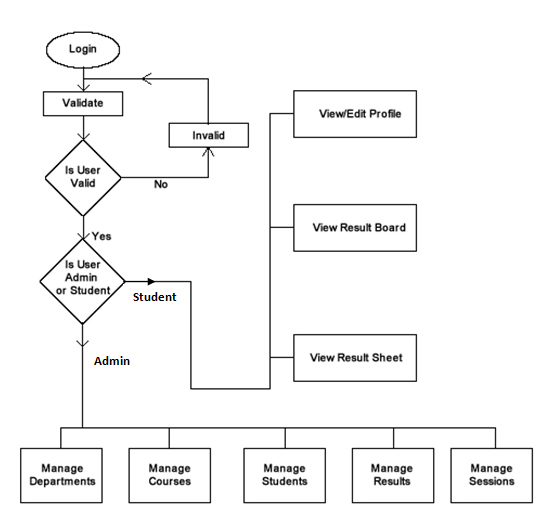 Login
Validate
Invalid
View/Edit Profile
Is User
Valid
No
Yes
View Result Board
Is User
Admin
or Student
Student
View Result Sheet
Admin
Manage
Departments
Manage
Courses
Manage
Students
Manage
Results
Manage
Sessions